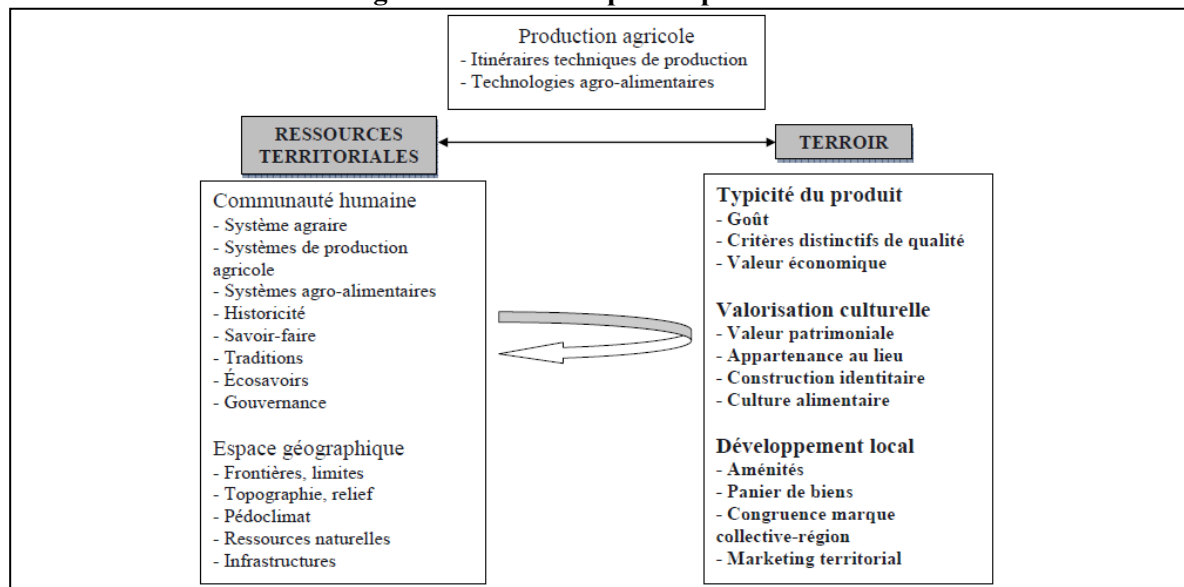 Production agricole
- Itinéraires techniques de production
- Technologies agro-alimentaires
RESSOURCES
TERRITORIALES
TERROIR
Communauté humaine
- Système agraire
- Systèmes de production
agricole
- Systèmes agro-alimentaires
- Historicité
- Savoir-faire
- Traditions
- Écosavoirs
- Gouvernance
Espace géographique
- Frontières, limites
- Topographie, relief
- Pédoclimat
- Ressources naturelles
- Infrastructures
Typicité du produit
- Goût
- Critères distinctifs de qualité
- Valeur économique
Valorisation culturelle
- Valeur patrimoniale
- Appartenance au lieu
- Construction identitaire
- Culture alimentaire
Développement local
- Aménités
- Panier de biens
- Congruence marque
collective-région
- Marketing territorial